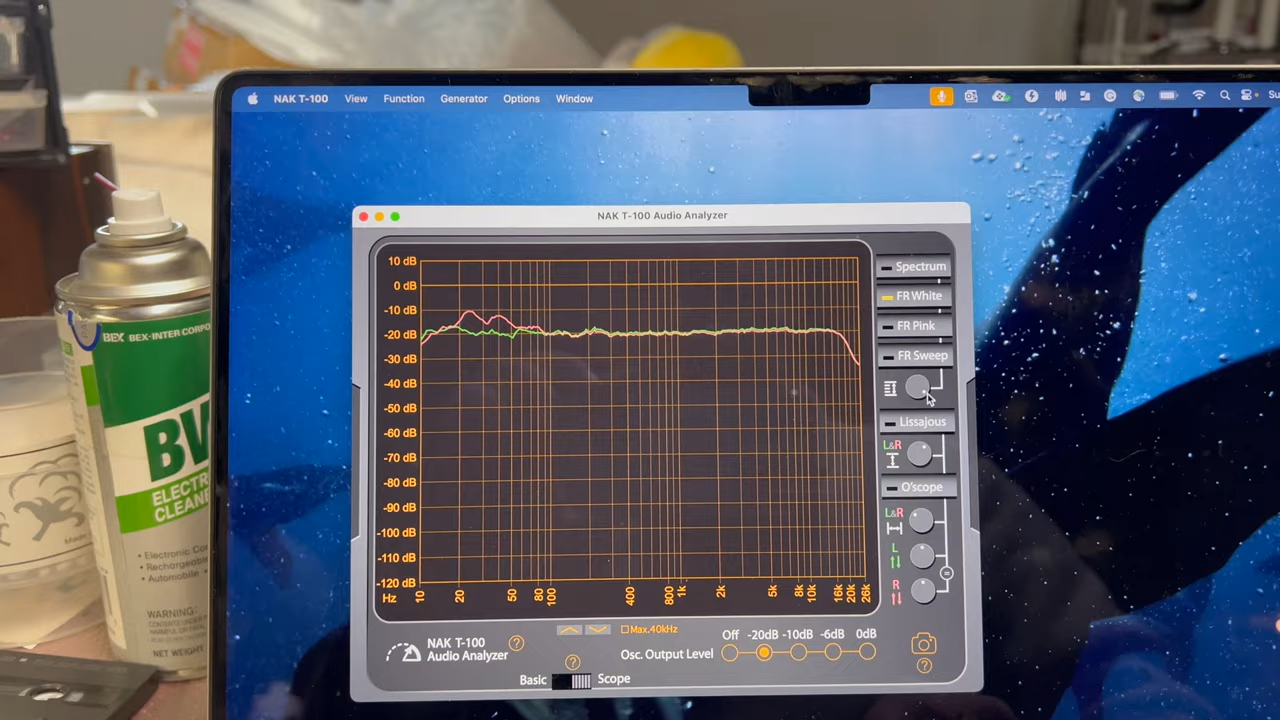 NAK T-100 View Function Generator Options Window
NAK T-100 Audio Analyzer
10 dB
0 dB
-10 dB
-20 dB
-30 dB
-40 dB
-50 dB
-60 dB
-70 dB
-80 dB
-90 dB
-100 dB
-110 dB
-120 dB
Hz 10 20 50 80 100 400 800 1k 2k 5k 8k 10k 16k 20k 26k
Spectrum
FR White
FR Pink
FR Sweep
Lissajous
L&R
O'scope
L&R
L
R
Max.40kHz
NAK T-100
Audio Analyzer
Osc. Output Level
Off -20dB -10dB -6dB 0dB
Basic Scope
BEX BEX-INTER CORPO
ELECTR
CLEANE
• Electronic
• Rechargeable
• Automobile
WARNING: